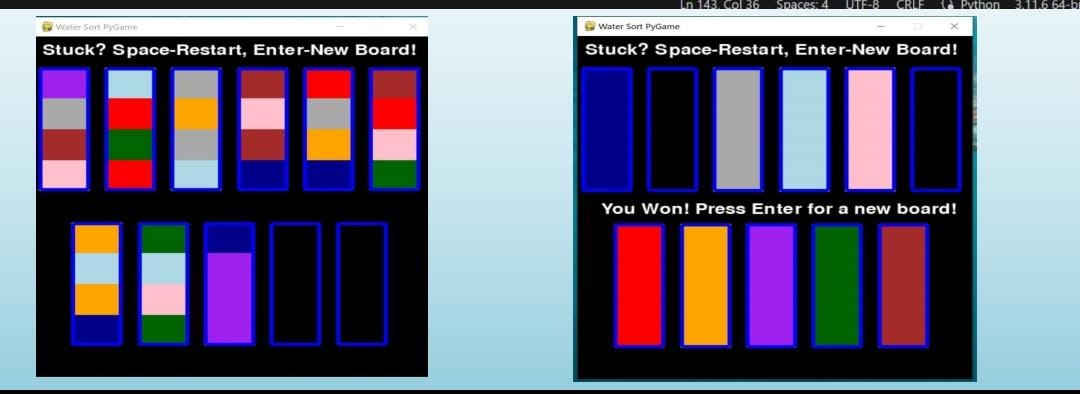 Ln 143, Col 36 Spaces: 4 UTF-8 CRLF Python 3.11.6 64-b
Water Sort PyGame
Stuck? Space-Restart, Enter-New Board!
Water Sort PyGame
Stuck? Space-Restart, Enter-New Board!
You Won! Press Enter for a new board!